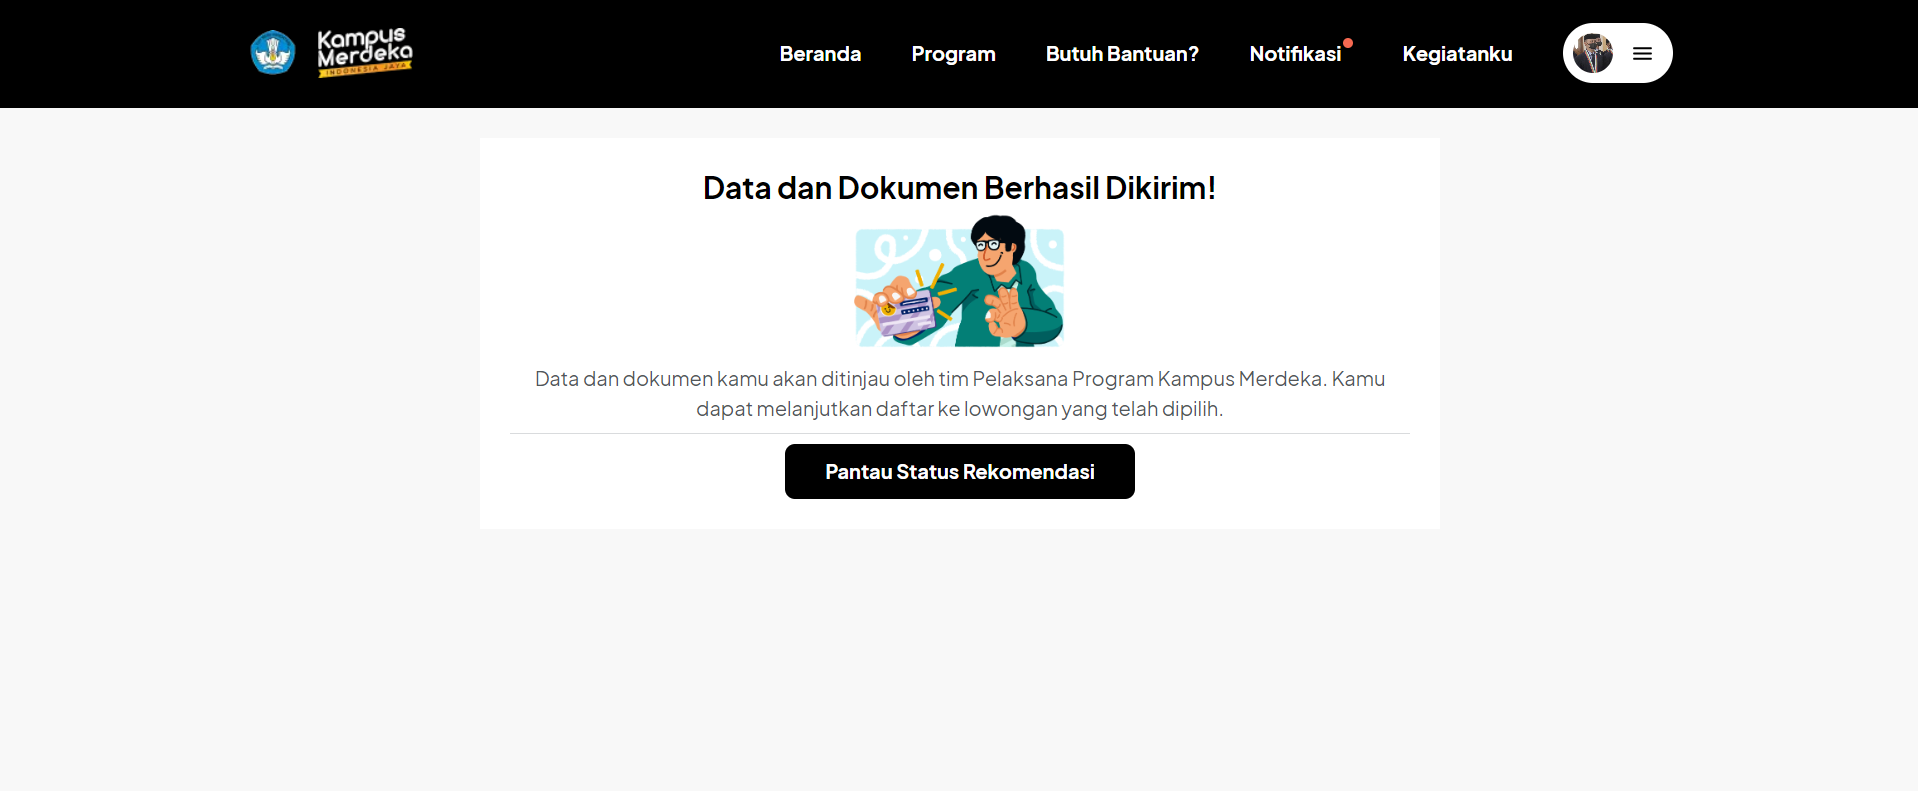 Kampus
Merdeka
INDONESIA JAYA
Beranda
Program
Butuh Bantuan?
Notifikasi
Kegiatanku
Data dan Dokumen Berhasil Dikirim!
Data dan dokumen kamu akan ditinjau oleh tim Pelaksana Program Kampus Merdeka. Kamu
dapat melanjutkan daftar ke lowongan yang telah dipilih.
Pantau Status Rekomendasi